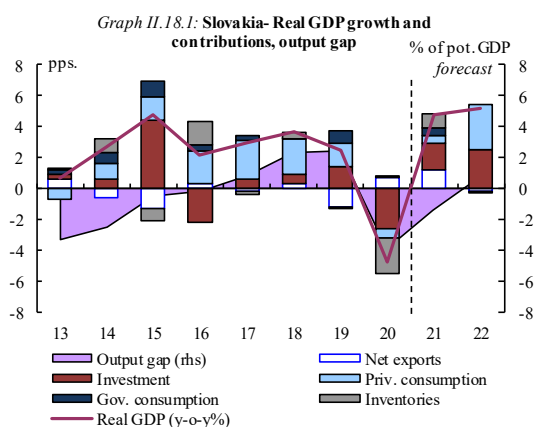 Graph II.18.1: Slovakia- Real GDP growth and
contributions, output gap
% of pot. GDP
pps.
forecast
8
6
4
2
0
-2
-4
-6
-8
8
6
4
2
0
-2
-4
-6
-8
13 14 15 16 17 18 19 20 21 22
Output gap (rhs) Net exports
Investment Priv. consumption
Gov. consumption Inventories
Real GDP (y-o-y%)